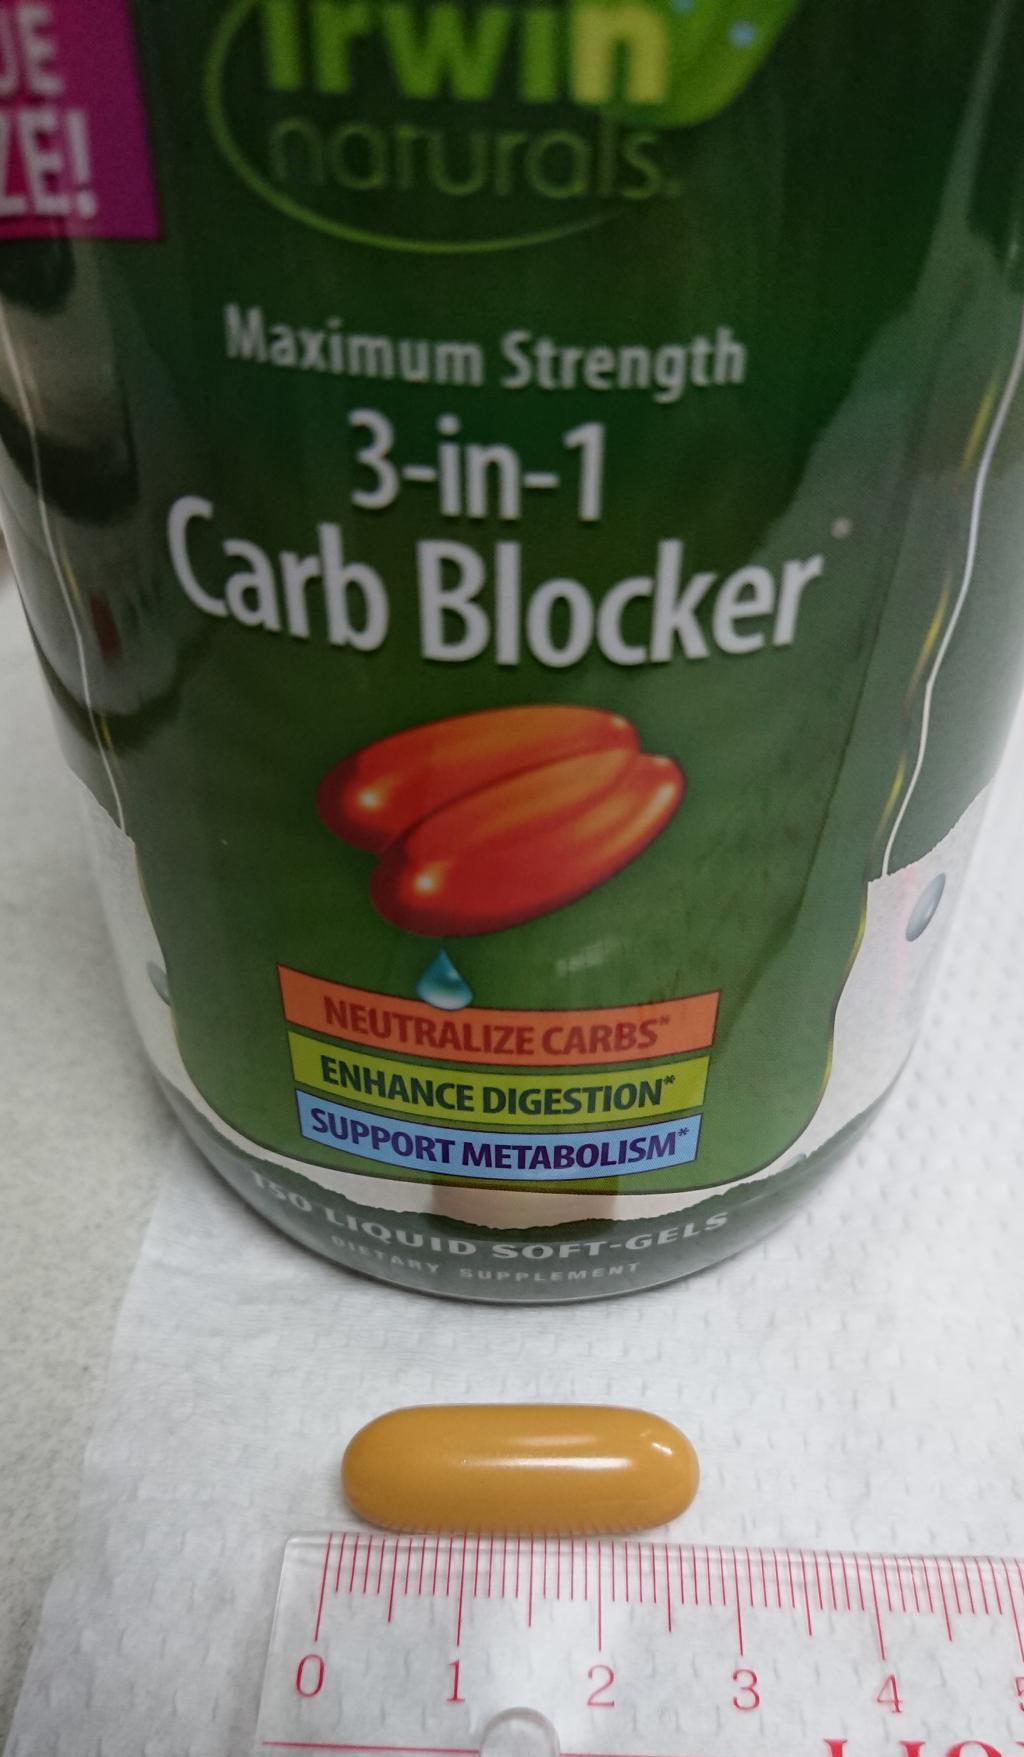 irwin
naturals.
Maximum Strength
3-in-1
Carb Blocker
NEUTRALIZE CARBS*
ENHANCE DIGESTION*
SUPPORT METABOLISM*
150 LIQUID SOFT-GELS
DIETARY SUPPLEMENT
0 1 2 3 4 5